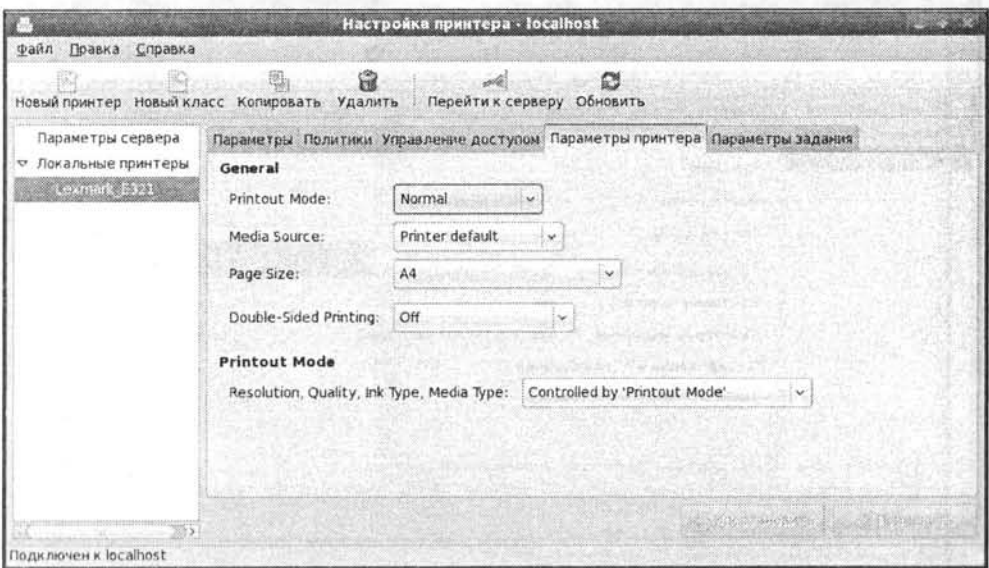 Настройка принтера - localhost
Файл Правка Справка
Новый принтер Новый класс Копировать Удалить Перейти к серверу Обновить
Параметры сервера
Локальные принтеры
Lexmark_E321
Параметры Политики Управление доступом Параметры принтера Параметры задания
General
Printout Mode: Normal
Media Source: Printer default
Page Size: A4
Double-Sided Printing: Off
Printout Mode
Resolution, Quality, Ink Type, Media Type: Controlled by 'Printout Mode'
Подключен к localhost